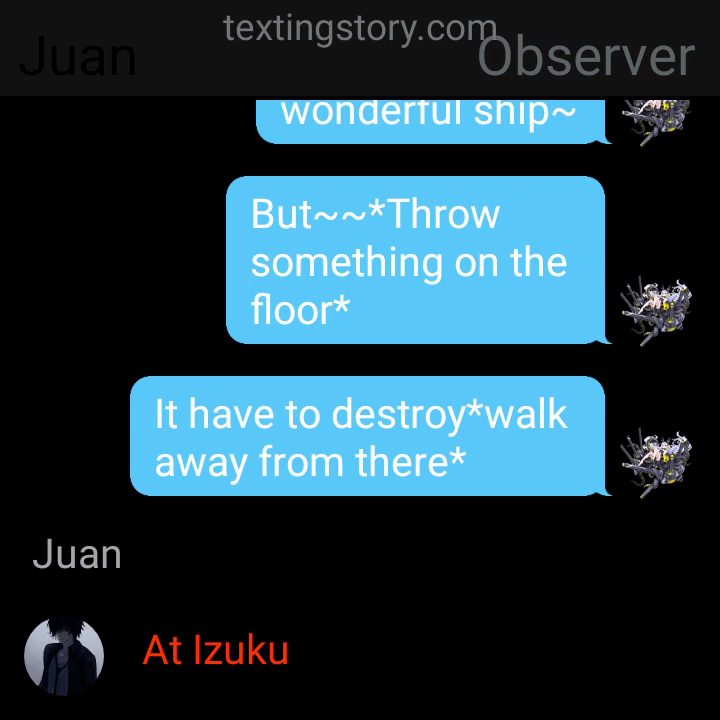 textingstory.com
Juan
Observer
wonderful ship~
But~~*Throw
something on the
floor*
It have to destroy*walk
away from there*
Juan
At Izuku